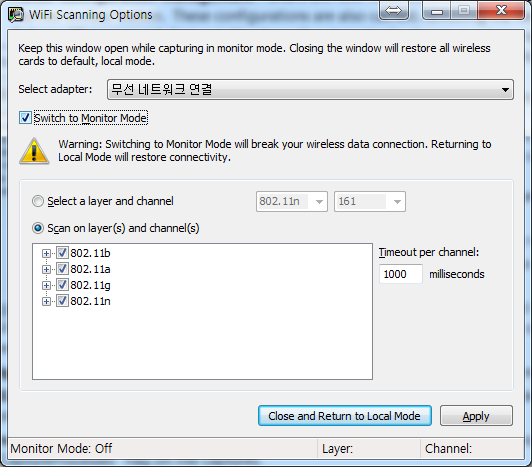 WiFi Scanning Options
These configurations are also
Keep this window open while capturing in monitor mode. Closing the window will restore all wireless
cards to default, local mode.
Select adapter:
무선 네트워크 연결
Switch to Monitor Mode
Warning: Switching to Monitor Mode will break your wireless data connection. Returning to
Local Mode will restore connectivity.
Select a layer and channel
802.11n
161
Scan on layer(s) and channel(s)
802.11b
802.11a
802.11g
802.11n
Timeout per channel:
1000 milliseconds
Close and Return to Local Mode
Apply
Monitor Mode: Off
Layer:
Channel: